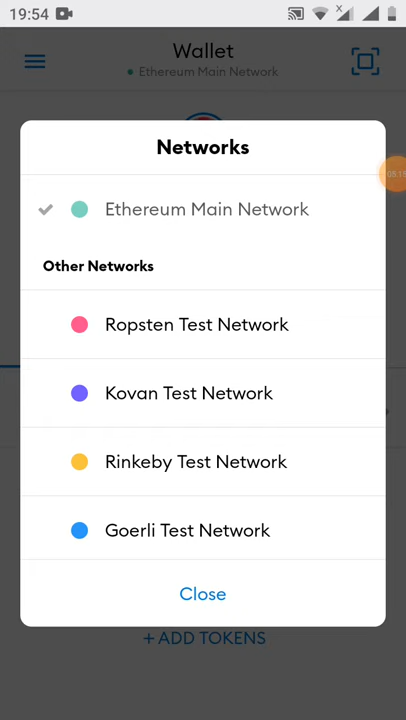 19:54
Wallet
Ethereum Main Network
Networks
Ethereum Main Network
Other Networks
Ropsten Test Network
Kovan Test Network
Rinkeby Test Network
Goerli Test Network
Close
+ ADD TOKENS